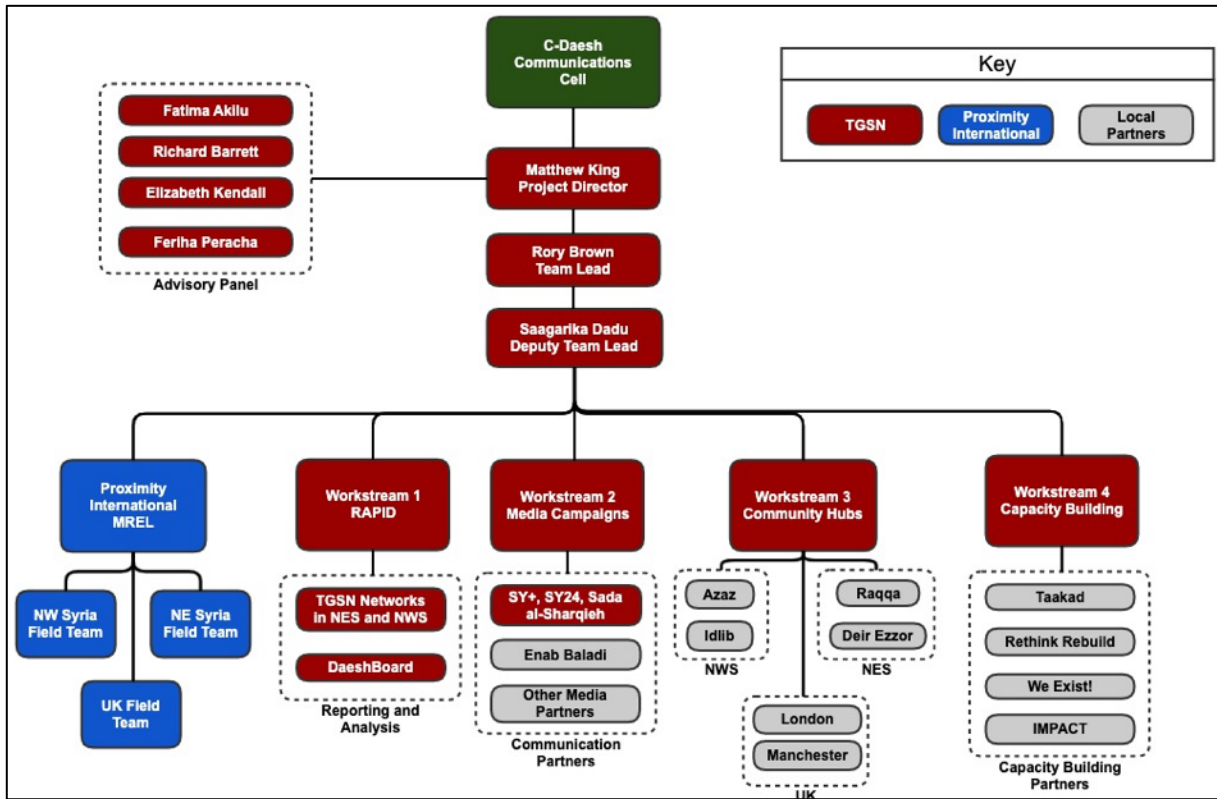 C-Daesh
Communications
Cell
Key
TGSN
Proximity
International
Local
Partners
Fatima Akilu
Richard Barrett
Elizabeth Kendall
Feriha Peracha
Advisory Panel
Matthew King
Project Director
Rory Brown
Team Lead
Saagarika Dadu
Deputy Team Lead
Proximity
International
MREL
NW Syria
Field Team
NE Syria
Field Team
UK Field
Team
Workstream 1
RAPID
TGSN Networks
in NES and NWS
DaeshBoard
Reporting and
Analysis
Workstream 2
Media Campaigns
SY+, SY24, Sada
al-Sharqieh
Enab Baladi
Other Media
Partners
Communication
Partners
Workstream 3
Community Hubs
Azaz
Idlib
NWS
Raqqa
Deir Ezzor
NES
London
Manchester
UK
Workstream 4
Capacity Building
Taakad
Rethink Rebuild
We Exist!
IMPACT
Capacity Building
Partners